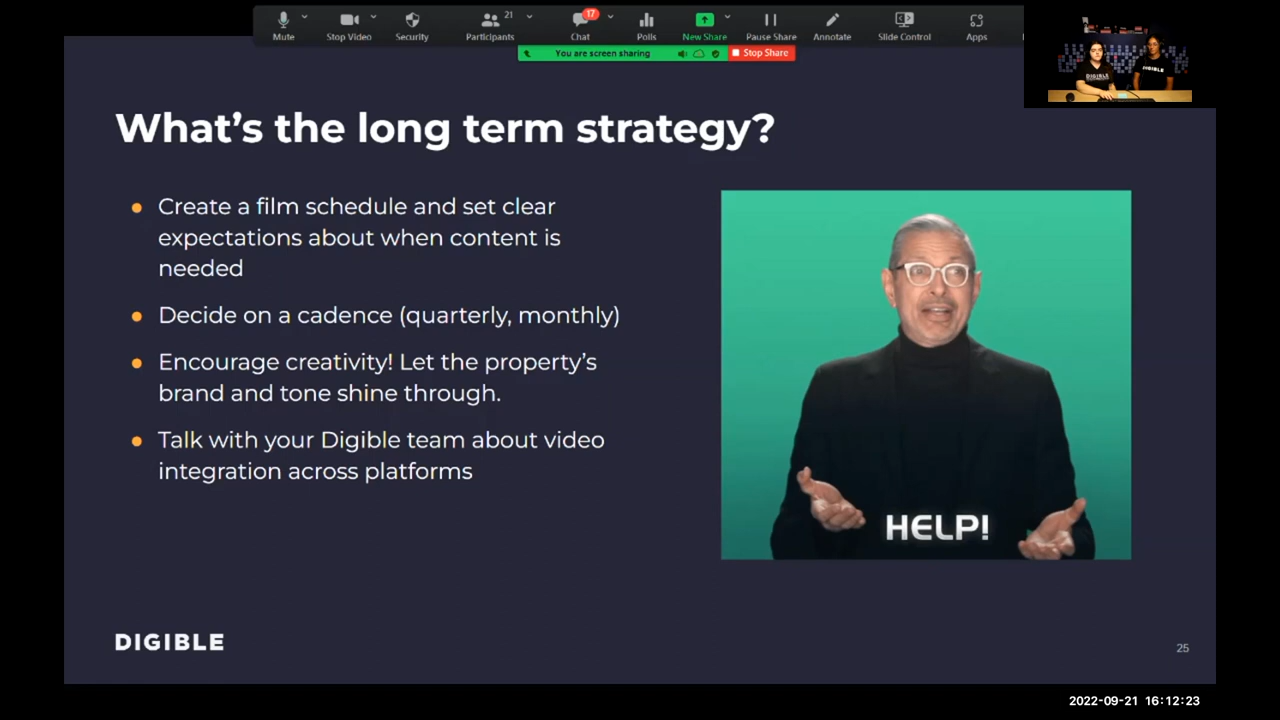 Mute
Stop Video
Security
Participants
21
Chat
17
Polls
New Share
Pause Share
Annotate
Slide Control
Apps
You are screen sharing
Stop Share
DIGIBLE
DIGIBLE
What's the long term strategy?
Create a film schedule and set clear
expectations about when content is
needed
Decide on a cadence (quarterly, monthly)
Encourage creativity! Let the property's
brand and tone shine through.
Talk with your Digible team about video
integration across platforms
HELP!
DIGIBLE
25
2022-09-21 16:12:23